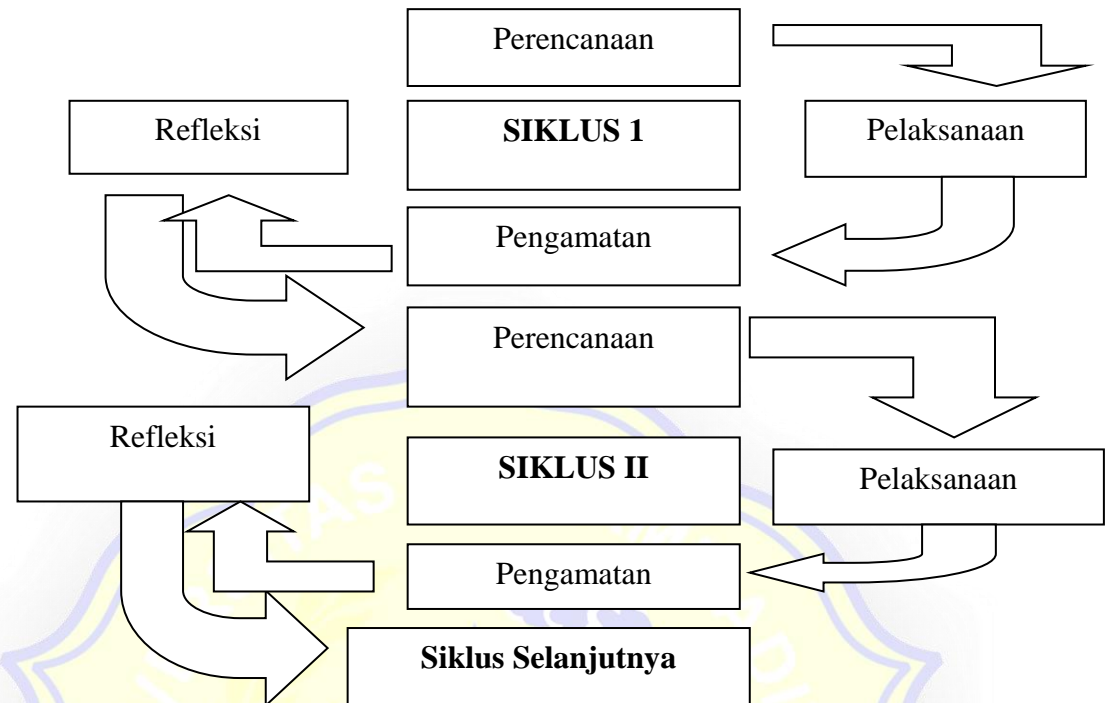 Perencanaan
Refleksi
SIKLUS 1
Pelaksanaan
Pengamatan
Perencanaan
Refleksi
SIKLUS II
Pelaksanaan
Pengamatan
Siklus Selanjutnya